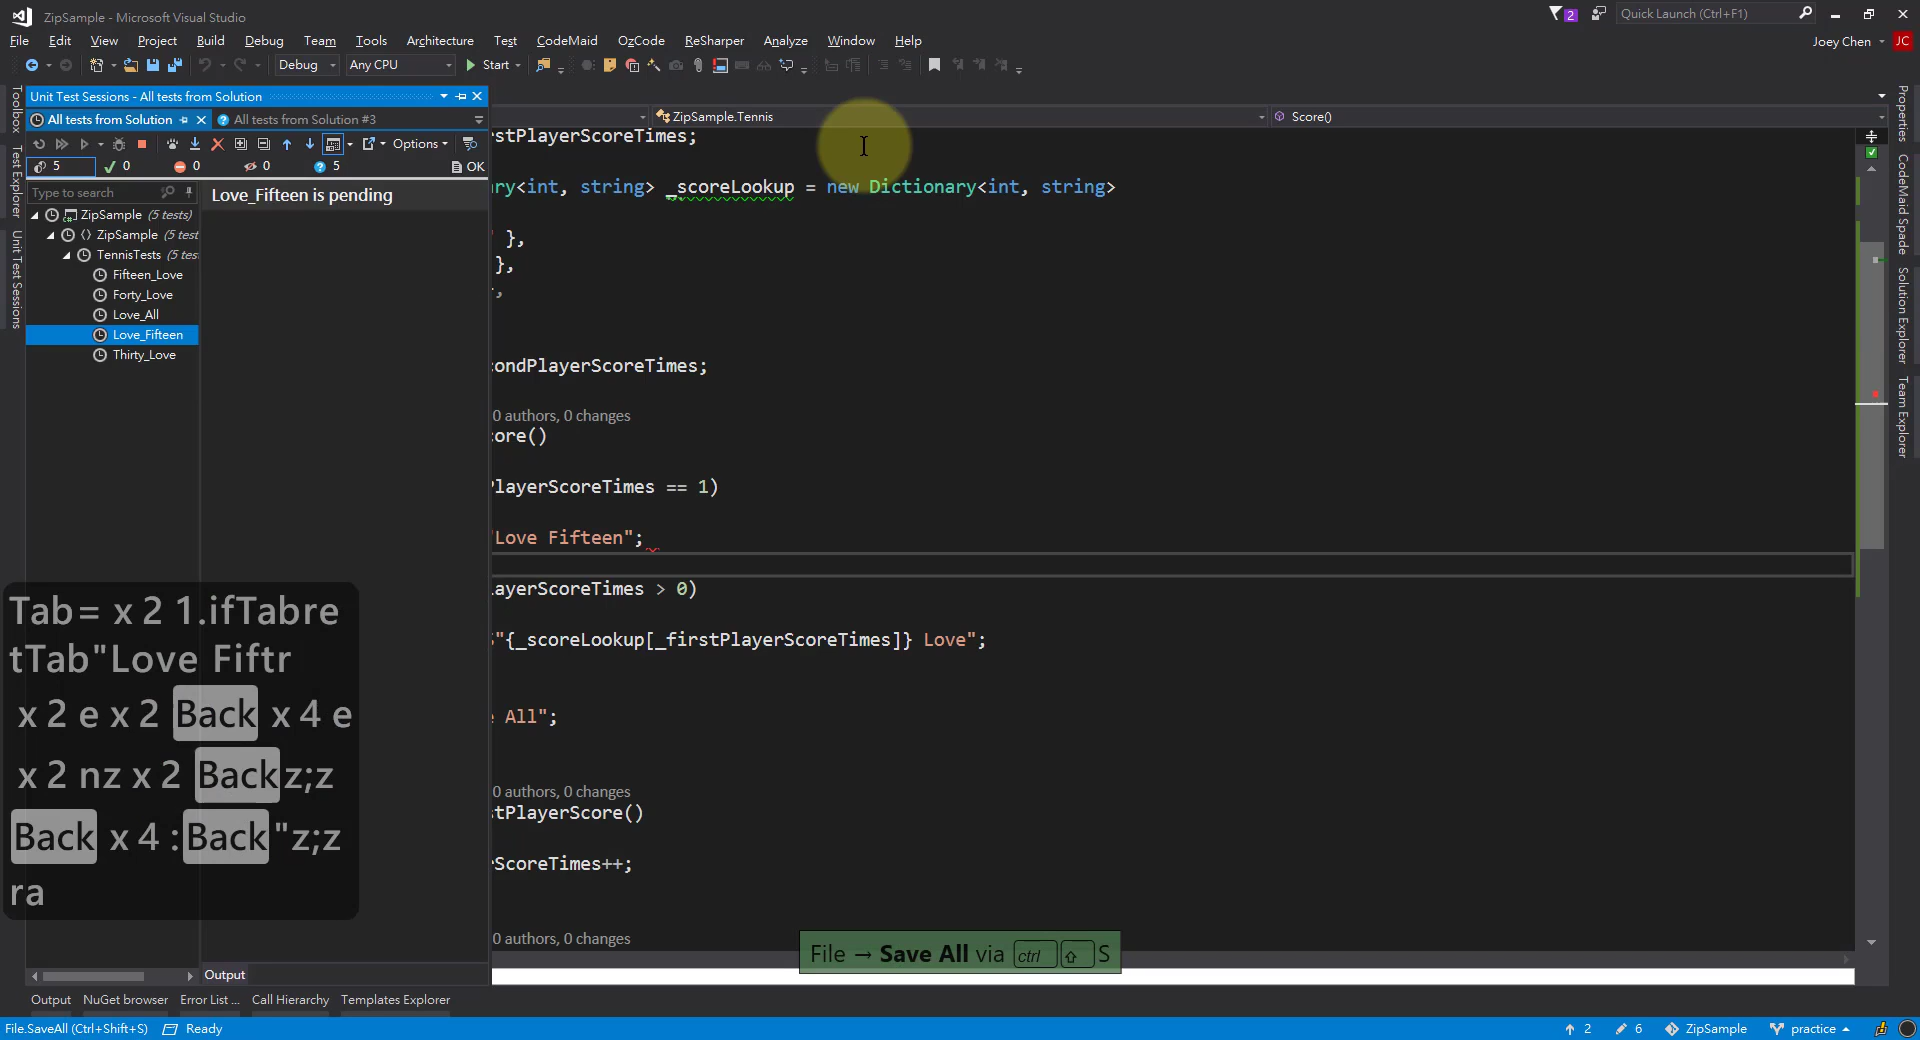 ZipSample - Microsoft Visual Studio
2
Quick Launch (Ctrl+F1)
File Edit View Project Build Debug Team Tools Architecture Test CodeMaid OzCode ReSharper Analyze Window Help
Joey Chen JC
Debug Any CPU Start
Unit Test Sessions - All tests from Solution
All tests from Solution
All tests from Solution #3
Options
5 0 0 0 5 OK
Type to search
Love_Fifteen is pending
ZipSample (5 tests)
ZipSample (5 test
TennisTests (5 tes
Fifteen_Love
Forty_Love
Love_All
Love_Fifteen
Thirty_Love
Toolbox
Test Explorer
Unit Test Sessions
ZipSample.Tennis
Score()
stPlayerScoreTimes;
ry<int, string> _scoreLookup = new Dictionary<int, string>
" },
},
,
condPlayerScoreTimes;
0 authors, 0 changes
core()
PlayerScoreTimes == 1)
"Love Fifteen";
ayerScoreTimes > 0)
$"{_scoreLookup[_firstPlayerScoreTimes]} Love";
e All";
0 authors, 0 changes
stPlayerScore()
rScoreTimes++;
0 authors, 0 changes
Properties
CodeMaid Spade
Solution Explorer
Team Explorer
Tab= x 2 1.ifTabre
tTab"Love Fiftr
x 2 e x 2 Back x 4 e
x 2 nz x 2 Backz;z
Back x 4 :Back"z;z
ra
File → Save All via ctrl ⇧ S
Output
Output NuGet browser Error List ... Call Hierarchy Templates Explorer
File.SaveAll (Ctrl+Shift+S) Ready
2 6 ZipSample practice